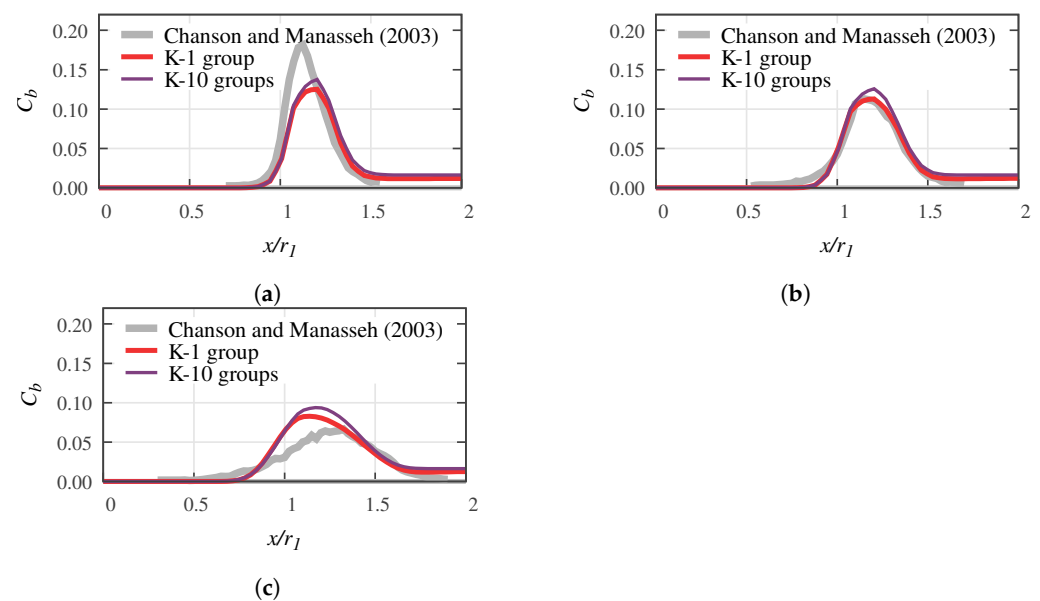 0.20
0.15
0.10
0.05
0.00
C_b
Chanson and Manasseh (2003)
K-1 group
K-10 groups
0 0.5 1 1.5 2
x/r_1
(a)
0.20
0.15
0.10
0.05
0.00
C_b
Chanson and Manasseh (2003)
K-1 group
K-10 groups
0 0.5 1 1.5 2
x/r_1
(b)
0.20
0.15
0.10
0.05
0.00
C_b
Chanson and Manasseh (2003)
K-1 group
K-10 groups
0 0.5 1 1.5 2
x/r_1
(c)